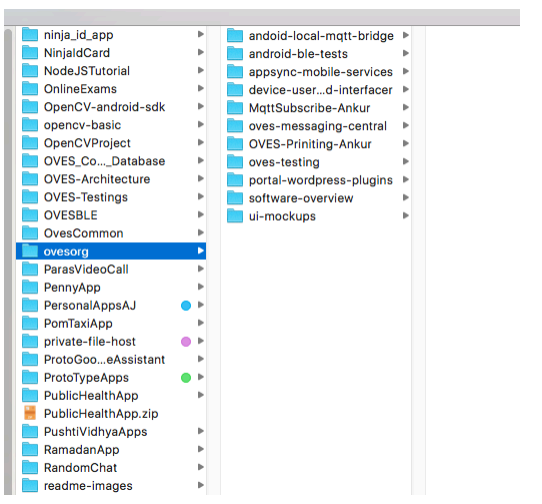 ninja_id_app
NinjaIdCard
NodeJSTutorial
OnlineExams
OpenCV-android-sdk
opencv-basic
OpenCVProject
OVES_Co..._Database
OVES-Architecture
OVES-Testings
OVESBLE
OvesCommon
ovesorg
ParasVideoCall
PennyApp
PersonalAppsAJ
PomTaxiApp
private-file-host
ProtoGoo...eAssistant
ProtoTypeApps
PublicHealthApp
PublicHealthApp.zip
PushtiVidhyaApps
RamadanApp
RandomChat
readme-images
andoid-local-mqtt-bridge
android-ble-tests
appsync-mobile-services
device-user...d-interfacer
MqttSubscribe-Ankur
oves-messaging-central
OVES-Priniting-Ankur
oves-testing
portal-wordpress-plugins
software-overview
ui-mockups